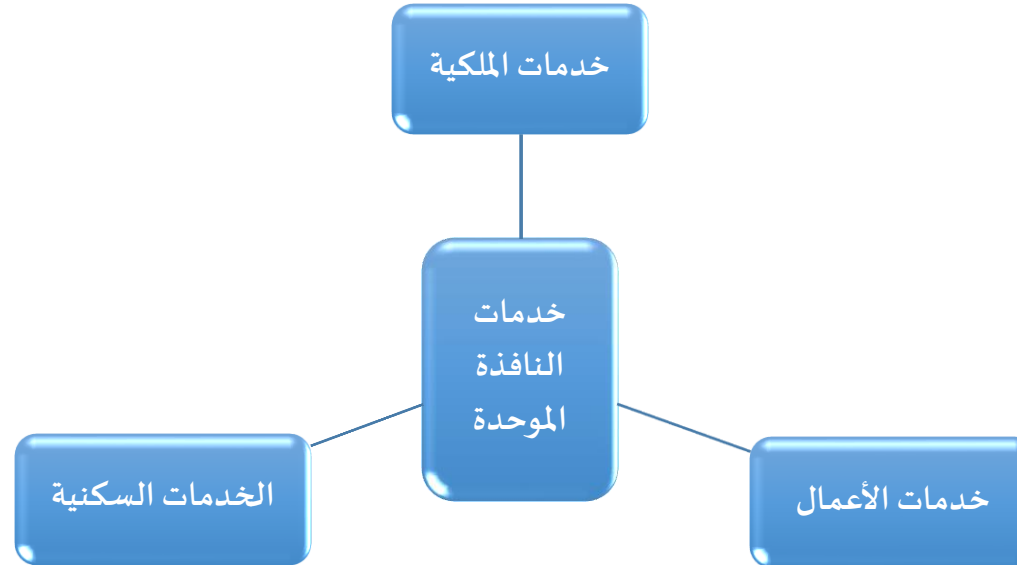 خدمات الملكية
خدمات
النافذة
الموحدة
خدمات الأعمال
الخدمات السكنية